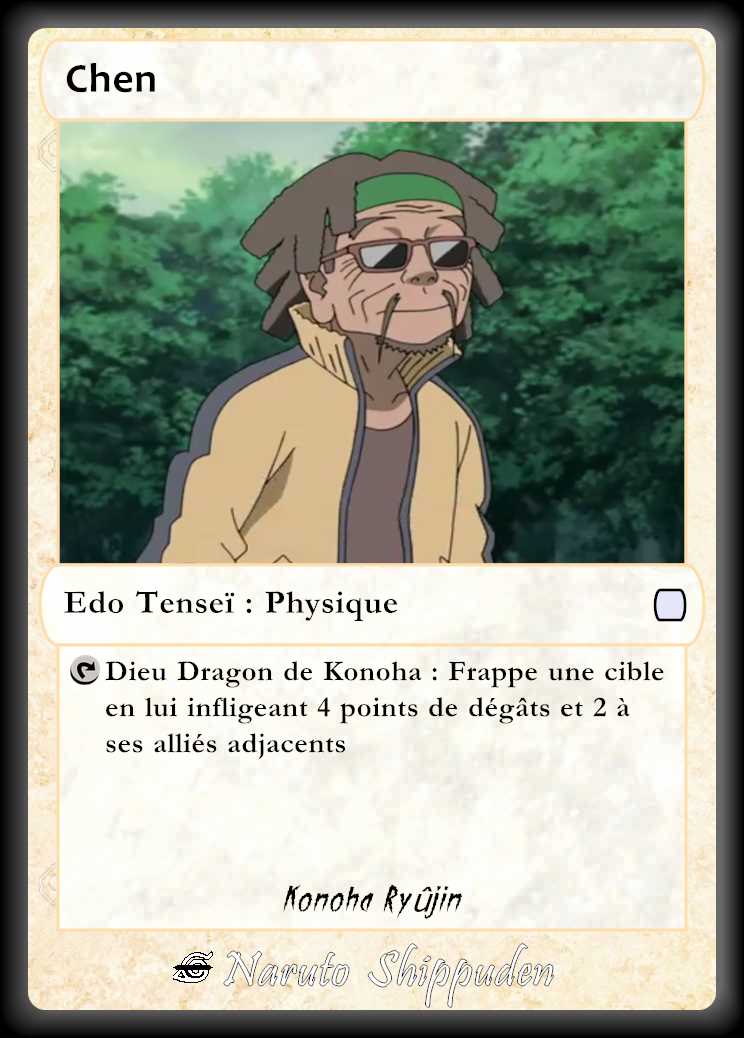 Chen
Edo Tenseï : Physique
Dieu Dragon de Konoha : Frappe une cible
en lui infligeant 4 points de dégâts et 2 à
ses alliés adjacents
Konoha Ryûjin
Naruto Shippuden